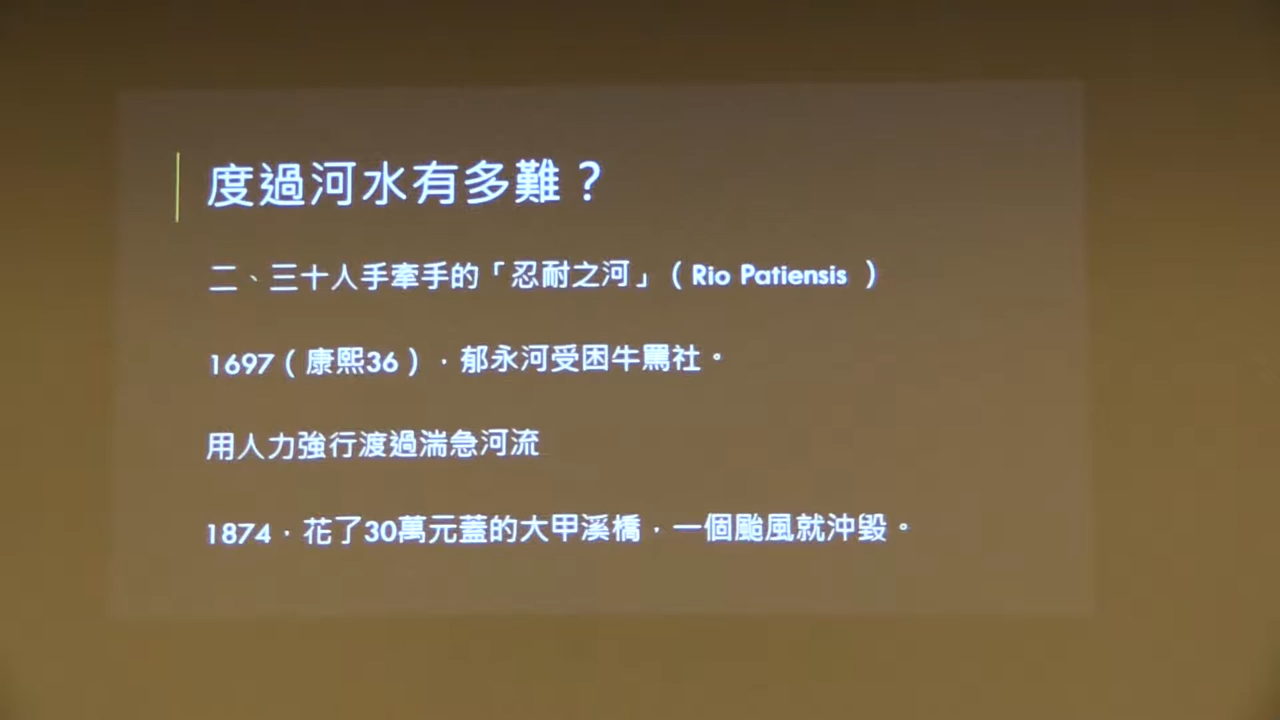 度過河水有多難？
二、三十人手牽手的「忍耐之河」（Rio Patiensis ）
1697（康熙36），郁永河受困牛罵社。
用人力強行渡過湍急河流
1874，花了30萬元蓋的大甲溪橋，一個颱風就沖毀。